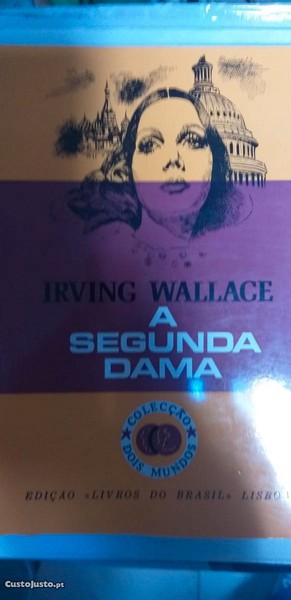 IRVING WALLACE
A
SEGUNDA
DAMA
COLECÇÃO
DOIS MUNDOS
EDIÇÃO «LIVROS DO BRASIL» LISBOA
CustoJusto.pt